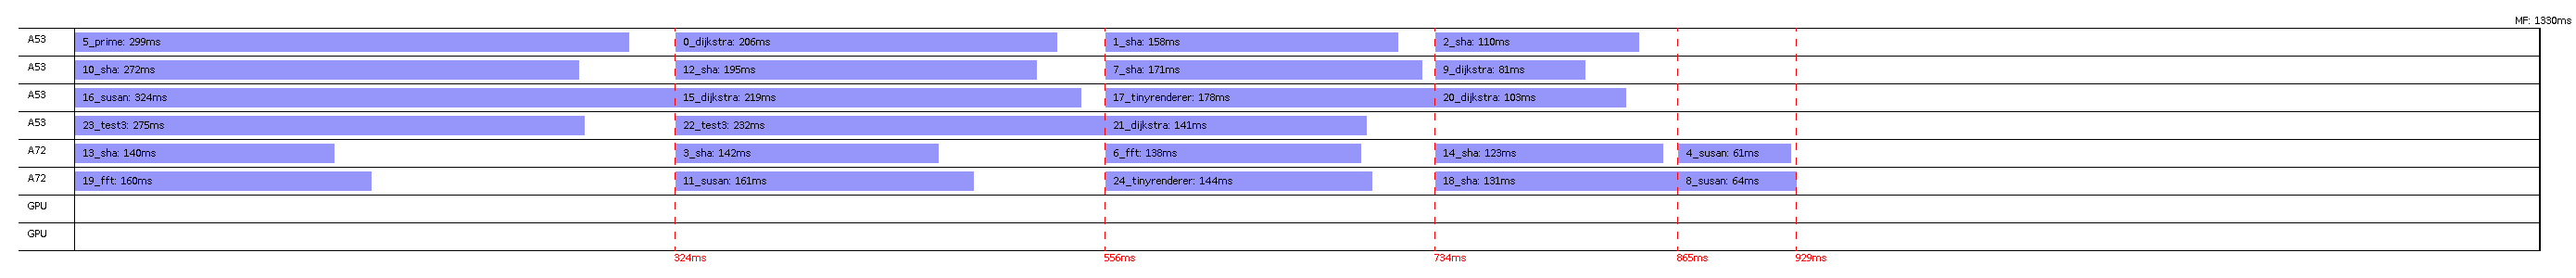 MF: 1330ms
A53 5_prime: 299ms 0_dijkstra: 206ms 1_sha: 158ms 2_sha: 110ms
A53 10_sha: 272ms 12_sha: 195ms 7_sha: 171ms 9_dijkstra: 81ms
A53 16_susan: 324ms 15_dijkstra: 219ms 17_tinyrenderer: 178ms 20_dijkstra: 103ms
A53 23_test3: 275ms 22_test3: 232ms 21_dijkstra: 141ms
A72 13_sha: 140ms 3_sha: 142ms 6_fft: 138ms 14_sha: 123ms 4_susan: 61ms
A72 19_fft: 160ms 11_susan: 161ms 24_tinyrenderer: 144ms 18_sha: 131ms 8_susan: 64ms
GPU
GPU
324ms 556ms 734ms 865ms 929ms